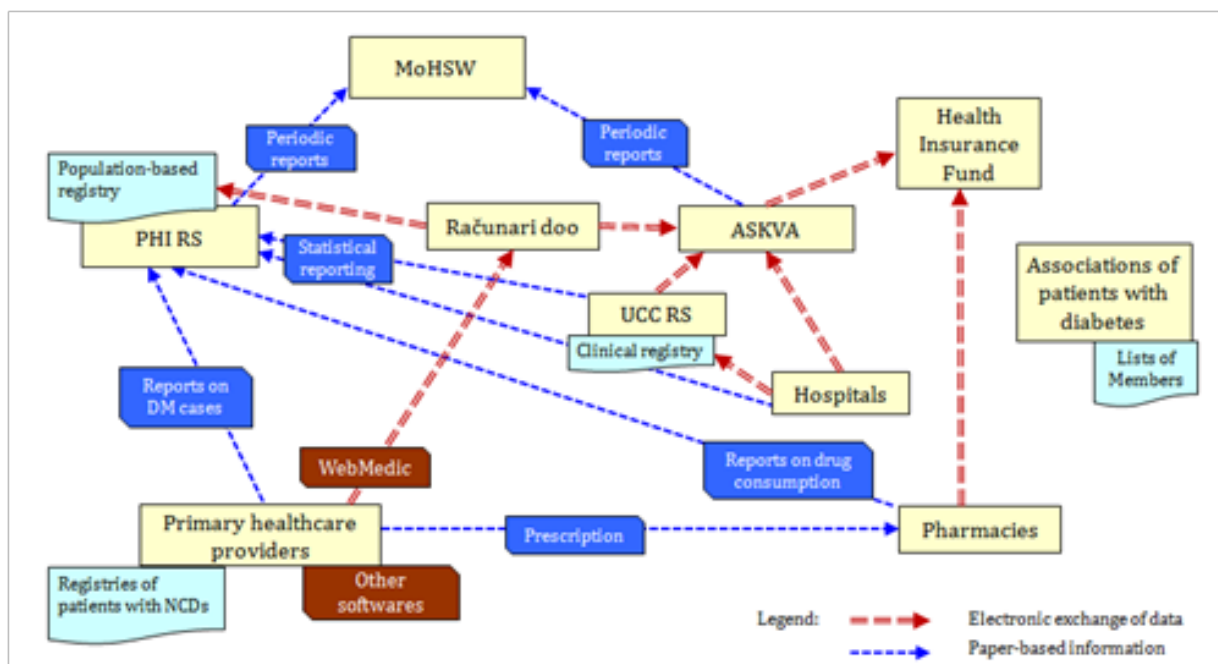 MoHSW
Health
Insurance
Fund
Periodic
reports
Periodic
reports
Population-based
registry
PHI RS
Računari doo
ASKVA
Statistical
reporting
Associations of
patients with
diabetes
Lists of
Members
UCC RS
Clinical registry
Hospitals
Reports on
DM cases
WebMedic
Reports on drug
consumption
Primary healthcare
providers
Prescription
Pharmacies
Registries of
patients with NCDs
Other
softwares
Legend:
Electronic exchange of data
Paper-based information